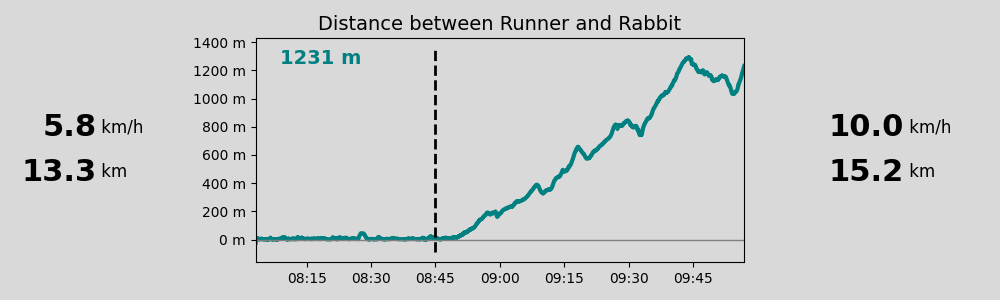 Distance between Runner and Rabbit
1400 m
1200 m
1000 m
800 m
600 m
400 m
200 m
0 m
1231 m
08:15 08:30 08:45 09:00 09:15 09:30 09:45
5.8 km/h
13.3 km
10.0 km/h
15.2 km